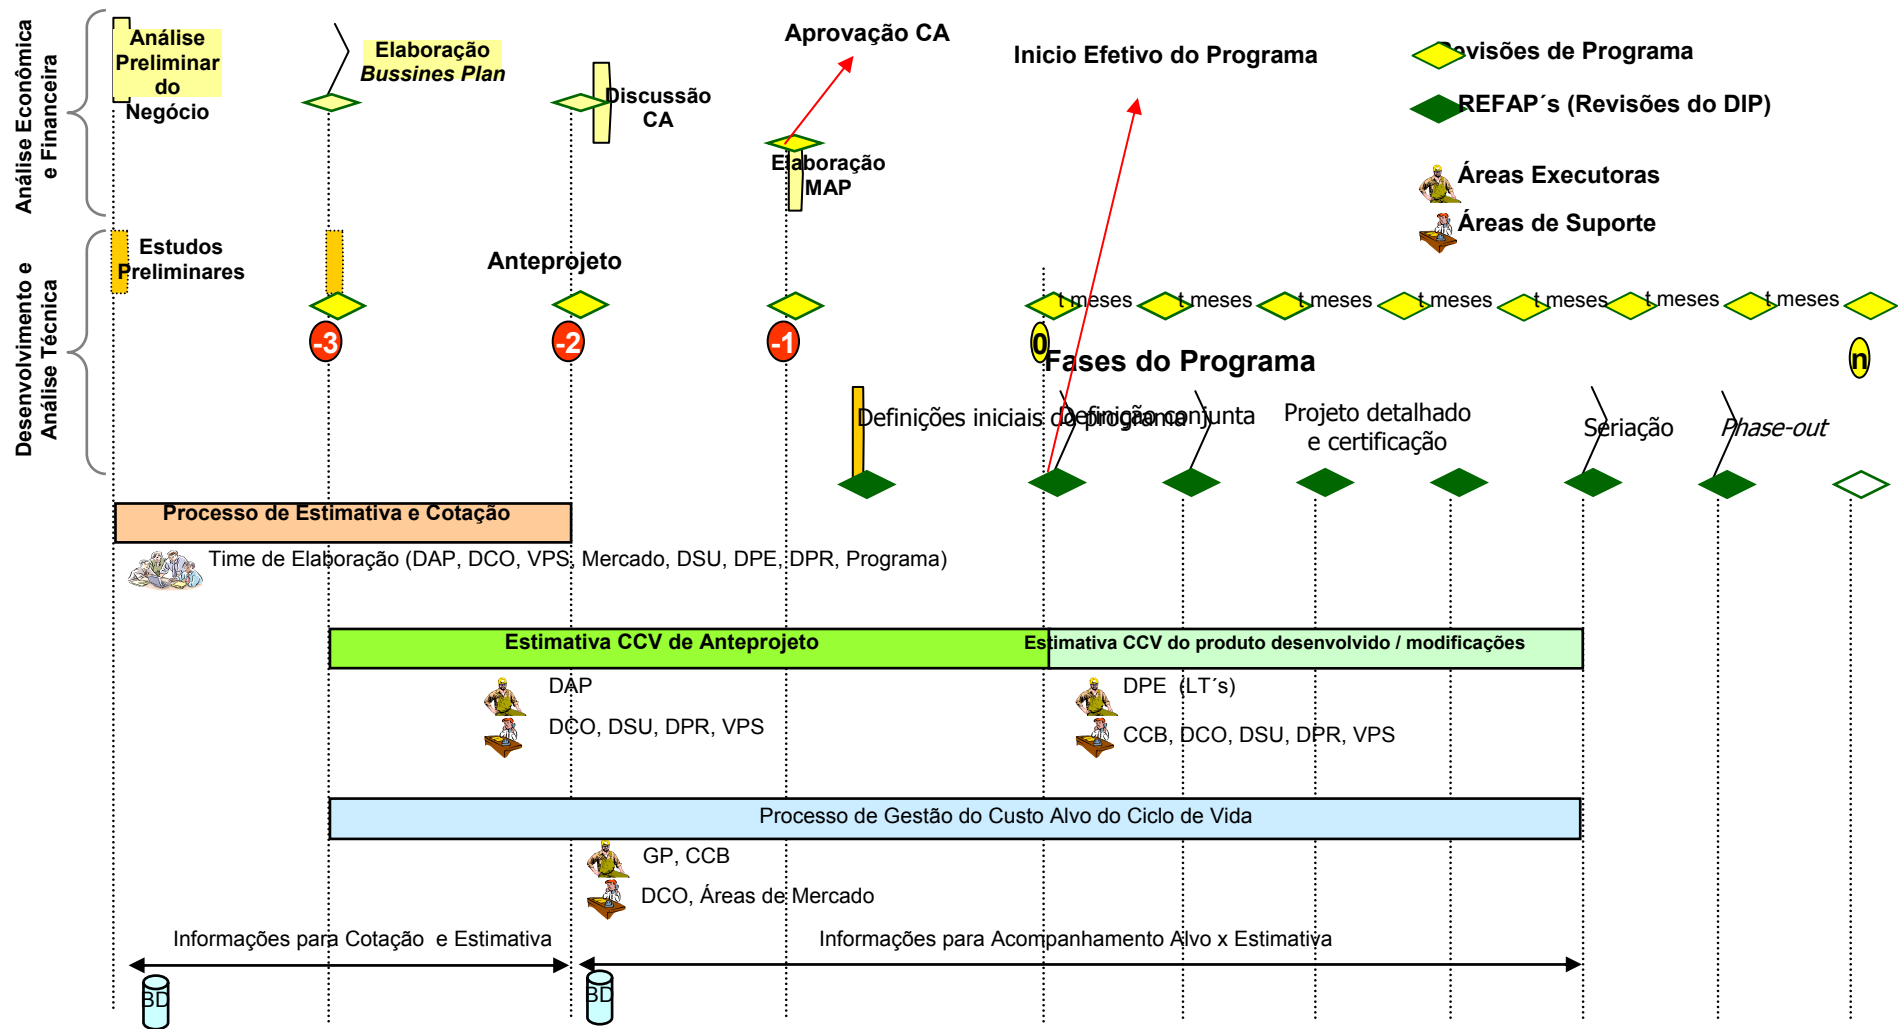 Análise Econômica
e Financeira
Análise
Preliminar
do
Negócio
Elaboração
Bussines Plan
Discussão
CA
Aprovação CA
Elaboração
MAP
Inicio Efetivo do Programa
Revisões de Programa
REFAP´s (Revisões do DIP)
Áreas Executoras
Áreas de Suporte
Desenvolvimento e
Análise Técnica
Estudos
Preliminares
Anteprojeto
t meses
t meses
t meses
t meses
t meses
t meses
t meses
-3
-2
-1
0
n
Fases do Programa
Definições iniciais do programa
Definição conjunta
Projeto detalhado
e certificação
Seriação
Phase-out
Processo de Estimativa e Cotação
Time de Elaboração (DAP, DCO, VPS, Mercado, DSU, DPE, DPR, Programa)
Estimativa CCV de Anteprojeto
Estimativa CCV do produto desenvolvido / modificações
DAP
DCO, DSU, DPR, VPS
DPE (LT´s)
CCB, DCO, DSU, DPR, VPS
Processo de Gestão do Custo Alvo do Ciclo de Vida
GP, CCB
DCO, Áreas de Mercado
Informações para Cotação e Estimativa
Informações para Acompanhamento Alvo x Estimativa
BD
BD